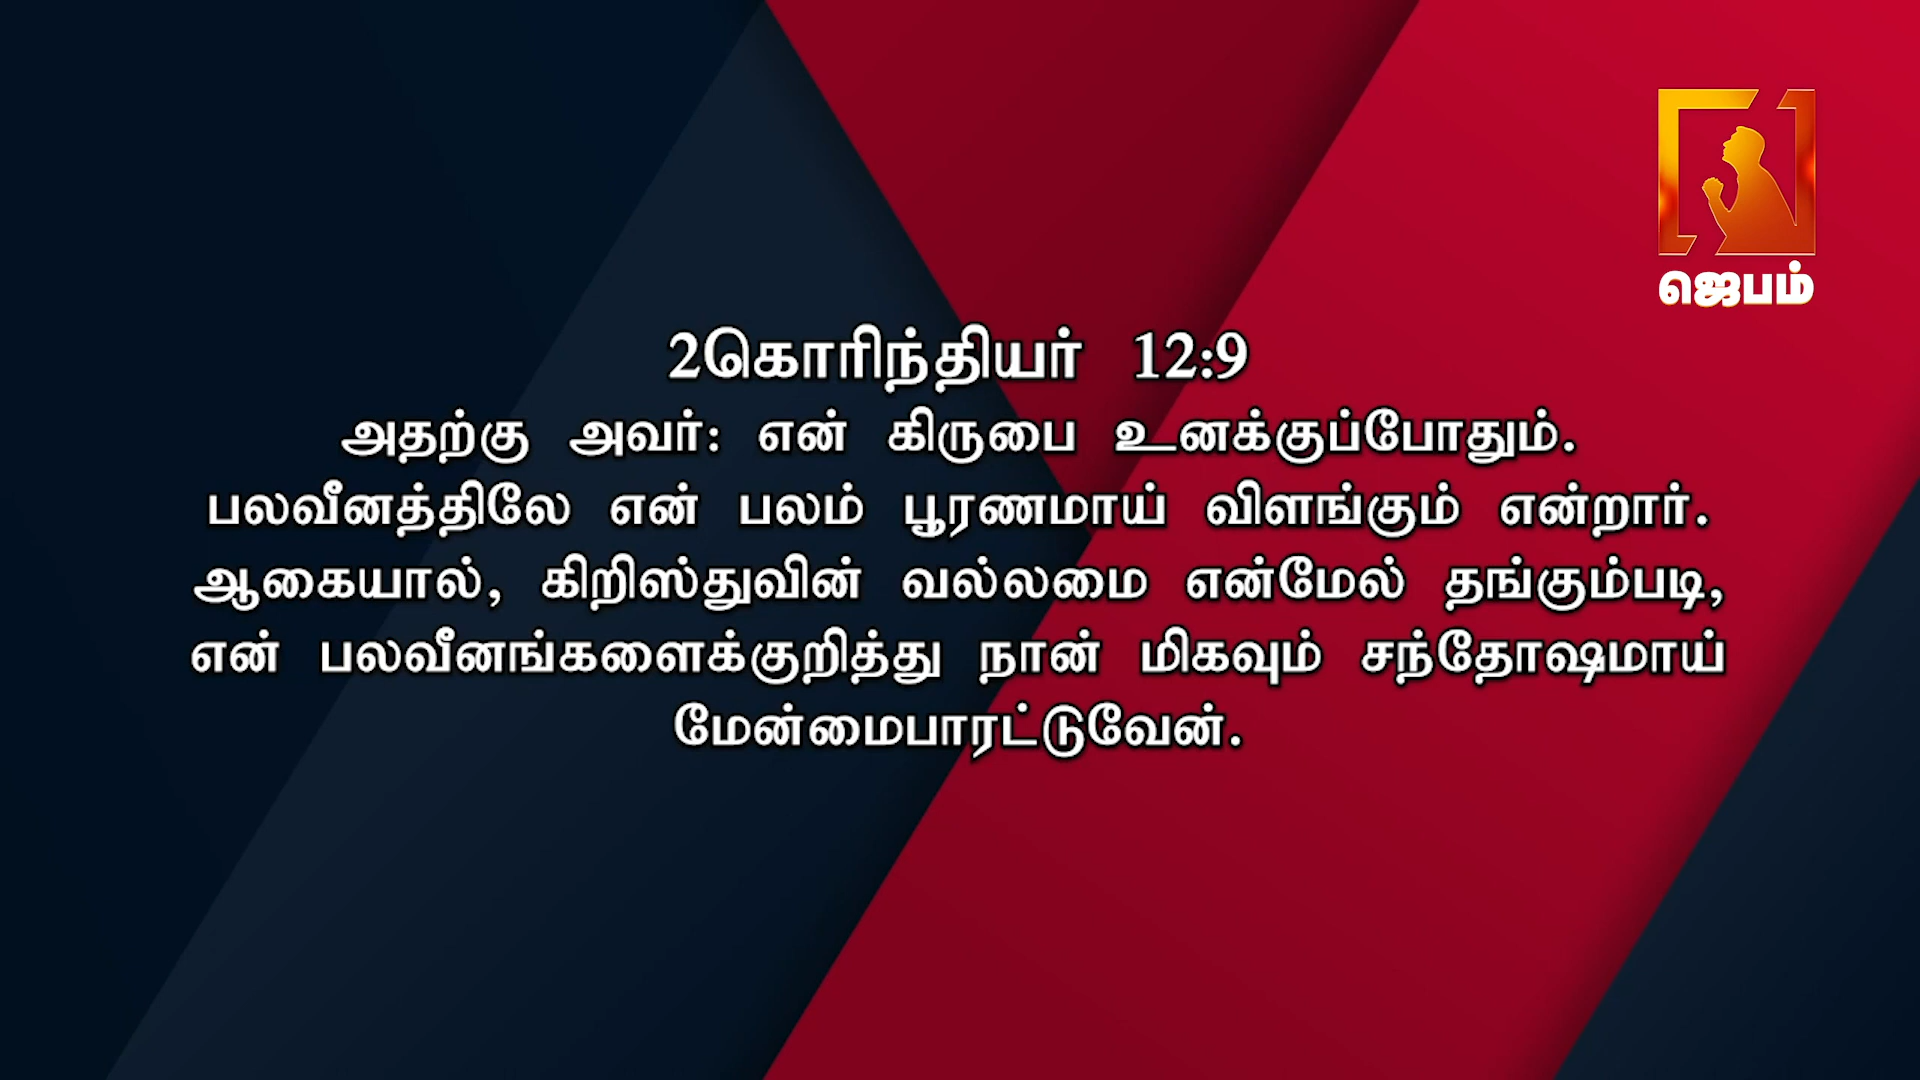 ஜெபம்
2கொரிந்தியர் 12:9
அதற்கு அவர்: என் கிருபை உனக்குப்போதும்.
பலவீனத்திலே என் பலம் பூரணமாய் விளங்கும் என்றார்.
ஆகையால், கிறிஸ்துவின் வல்லமை என்மேல் தங்கும்படி,
என் பலவீனங்களைக்குறித்து நான் மிகவும் சந்தோஷமாய்
மேன்மைபாரட்டுவேன்.